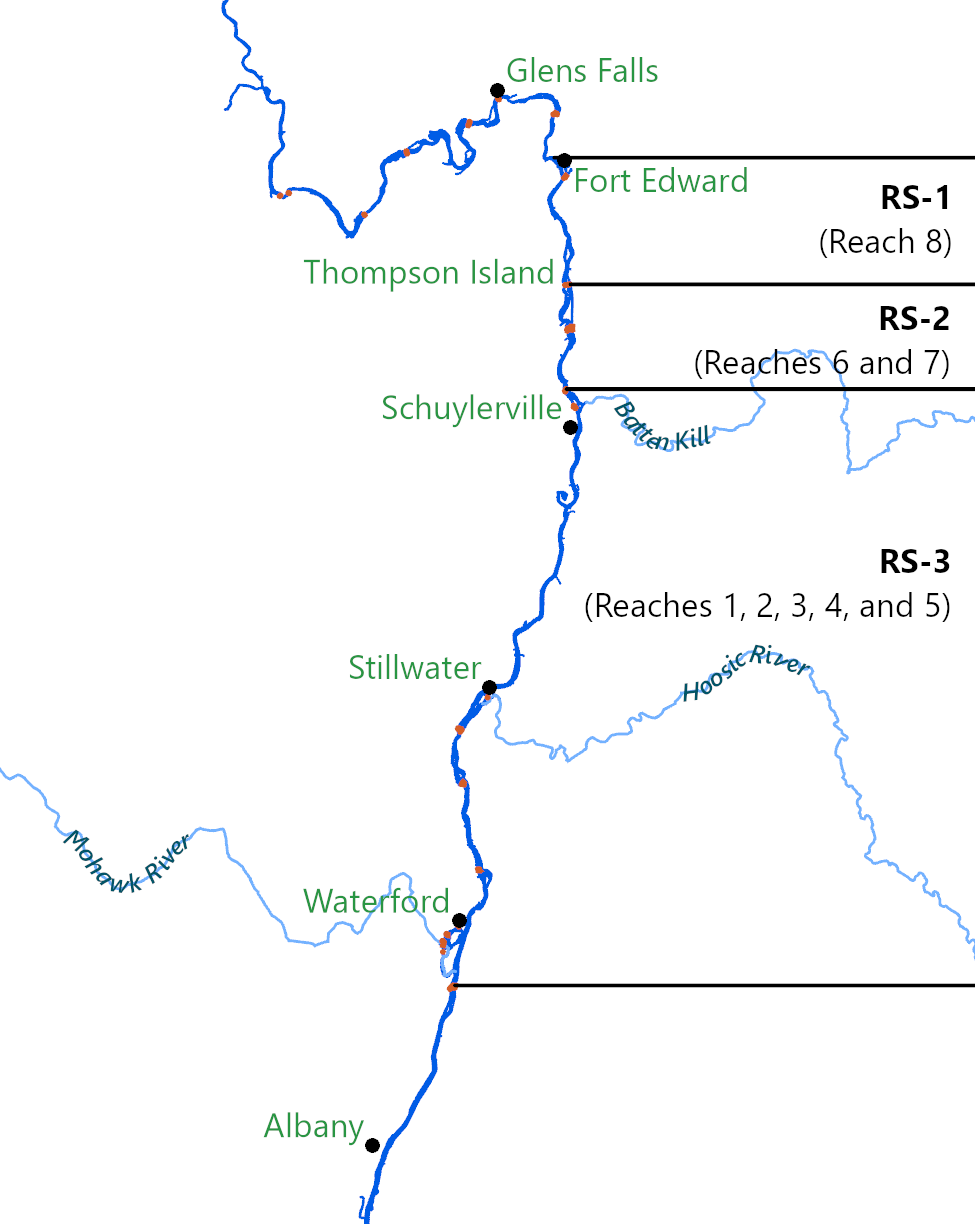 Glens Falls
Fort Edward
RS-1
(Reach 8)
Thompson Island
RS-2
(Reaches 6 and 7)
Schuylerville
Batten Kill
RS-3
(Reaches 1, 2, 3, 4, and 5)
Stillwater
Hoosic River
Mohawk River
Waterford
Albany